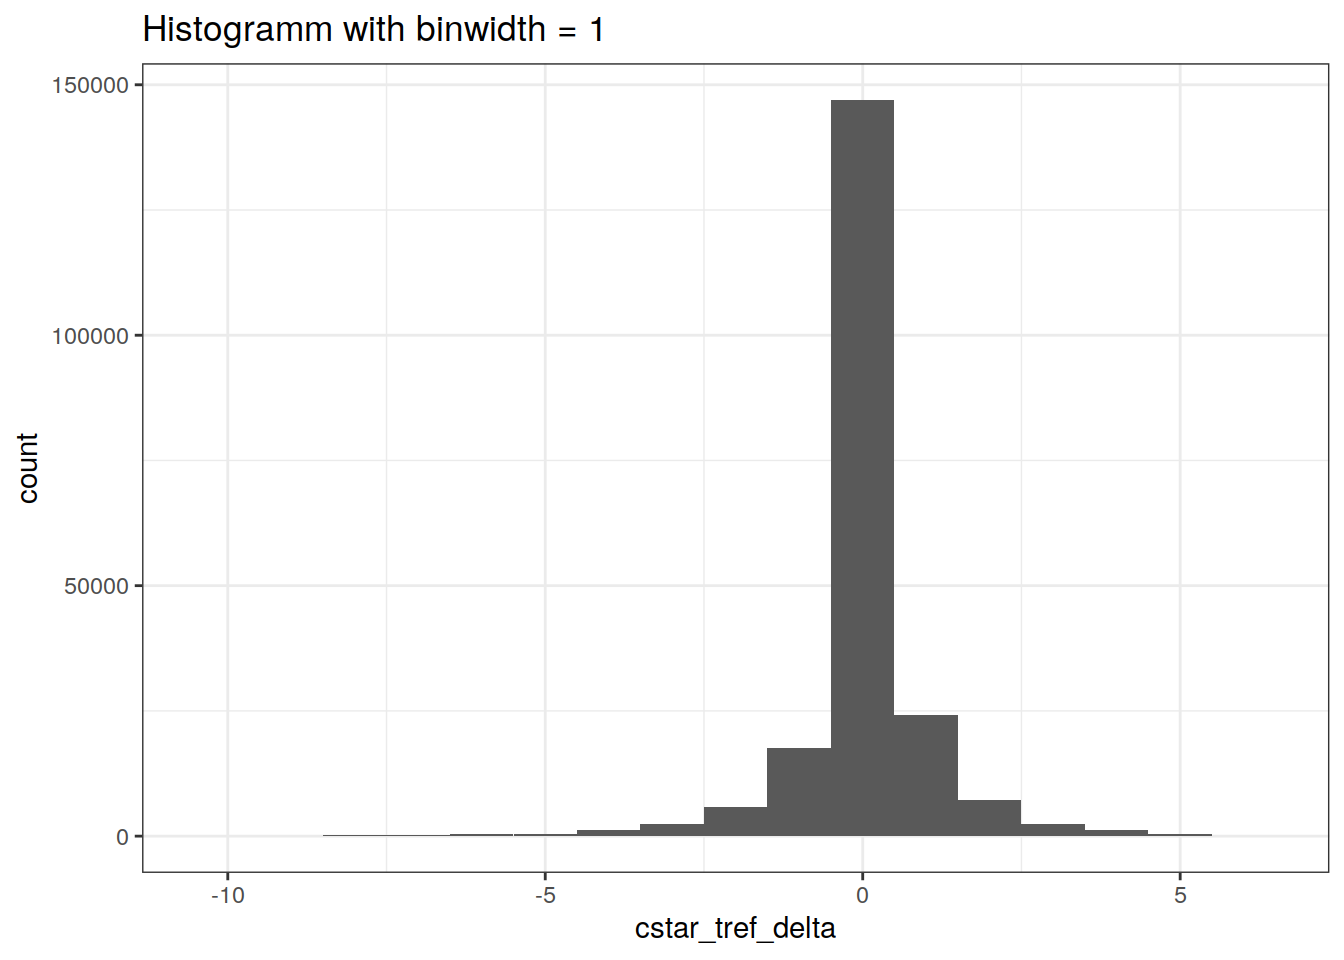 Histogramm with binwidth = 1
150000
100000
50000
0
count
-10
-5
0
5
cstar_tref_delta